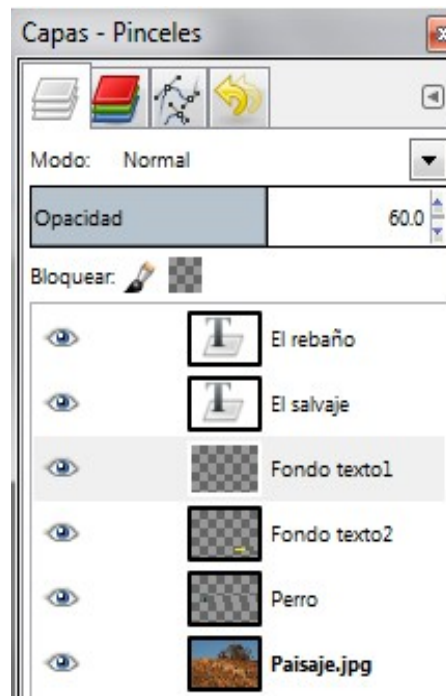 Capas - Pinceles
Modo: Normal
Opacidad 60.0
Bloquear:
El rebaño
El salvaje
Fondo texto1
Fondo texto2
Perro
Paisaje.jpg